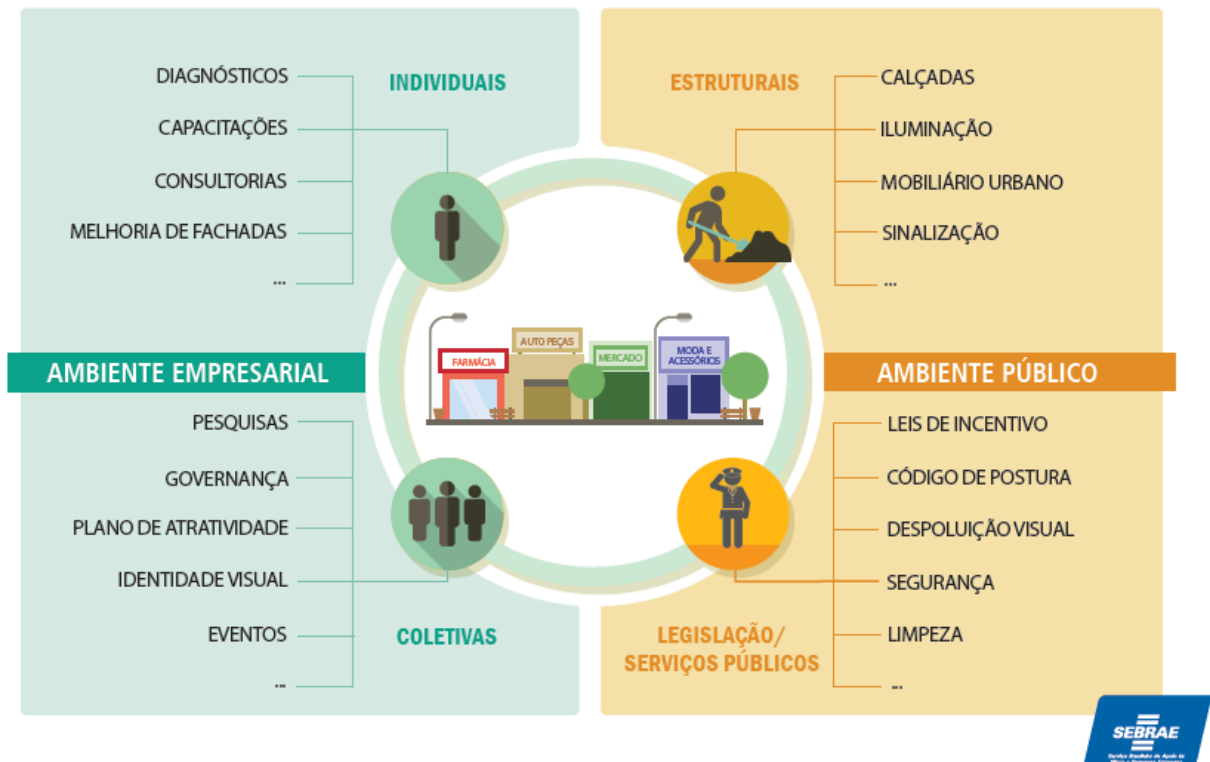 INDIVIDUAIS
DIAGNÓSTICOS
CAPACITAÇÕES
CONSULTORIAS
MELHORIA DE FACHADAS
...
ESTRUTURAIS
CALÇADAS
ILUMINAÇÃO
MOBILIÁRIO URBANO
SINALIZAÇÃO
...
FARMÁCIA
AUTO PEÇAS
MERCADO
MODA E
ACESSÓRIOS
AMBIENTE EMPRESARIAL
AMBIENTE PÚBLICO
PESQUISAS
GOVERNANÇA
PLANO DE ATRATIVIDADE
IDENTIDADE VISUAL
EVENTOS
...
COLETIVAS
LEIS DE INCENTIVO
CÓDIGO DE POSTURA
DESPOLUIÇÃO VISUAL
SEGURANÇA
LIMPEZA
...
LEGISLAÇÃO/
SERVIÇOS PÚBLICOS
SEBRAE